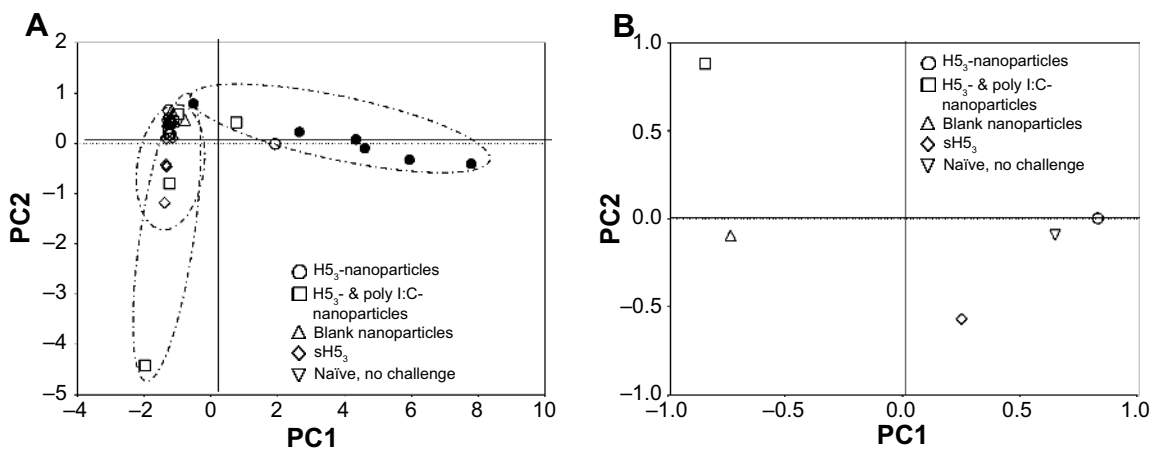 A
2
1
0
–1
–2
–3
–4
–5
PC2
H5₃-nanoparticles
H5₃- & poly I:C-
nanoparticles
Blank nanoparticles
sH5₃
Naïve, no challenge
–4
–2
0
2
4
6
8
10
PC1
B
1.0
0.5
0.0
–0.5
–1.0
PC2
H5₃-nanoparticles
H5₃- & poly I:C-
nanoparticles
Blank nanoparticles
sH5₃
Naïve, no challenge
–1.0
–0.5
0.0
0.5
1.0
PC1